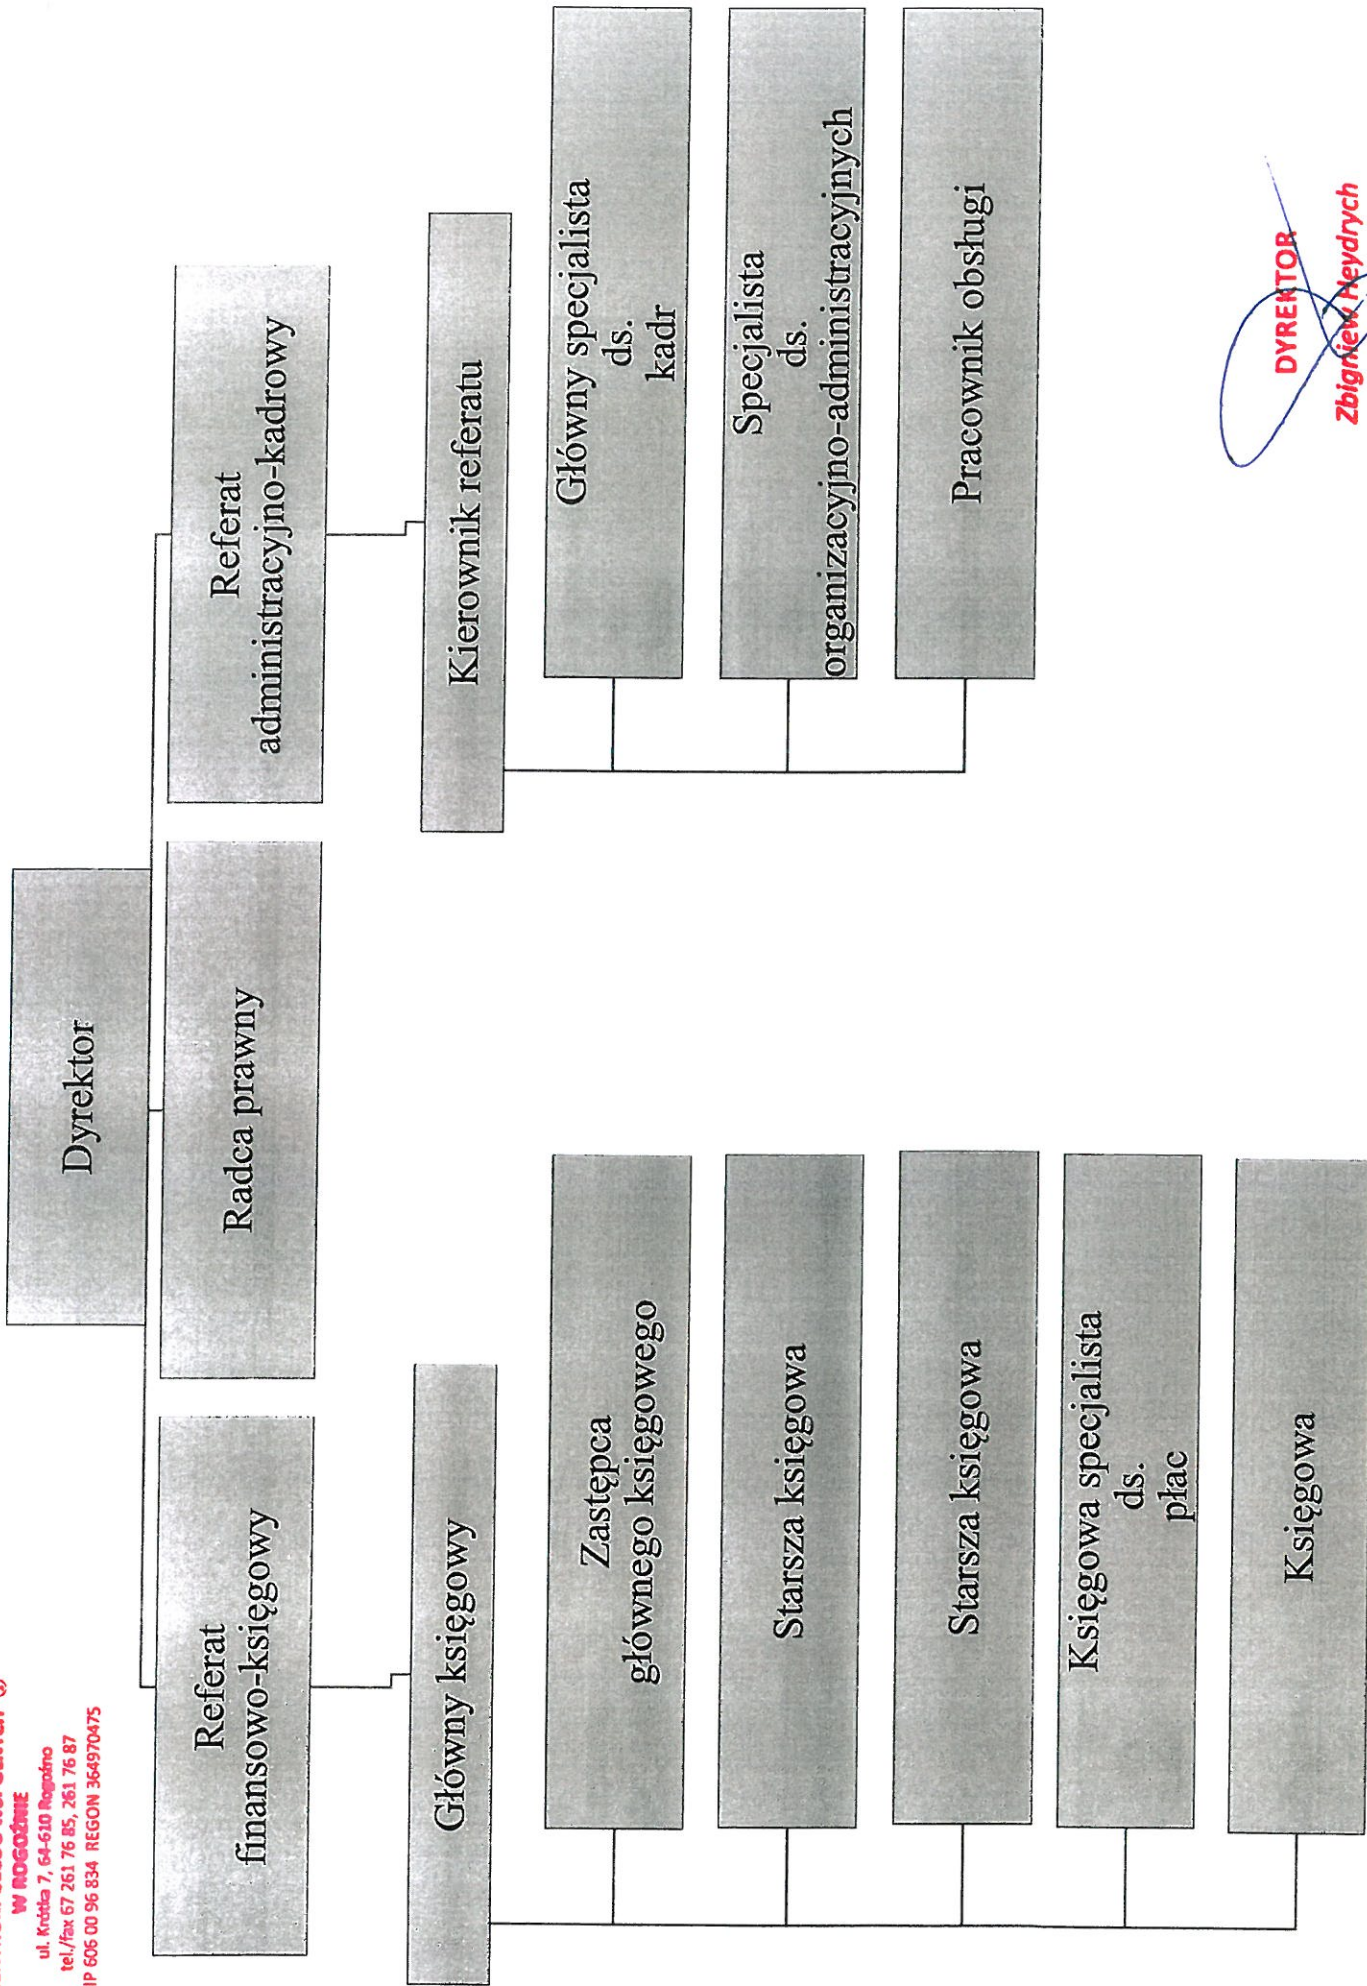 W ROGOŹNIE
ul. Krótka 7, 64-610 Rogoźno
tel./fax 67 261 76 85, 261 76 87
IP 606 00 96 834 REGON 364970475
Dyrektor
Referat
finansowo-księgowy
Radca prawny
Referat
administracyjno-kadrowy
Główny księgowy
Kierownik referatu
Zastępca
głównego księgowego
Starsza księgowa
Starsza księgowa
Księgowa specjalista
ds.
płac
Księgowa
Główny specjalista
ds.
kadr
Specjalista
ds.
organizacyjno-administracyjnych
Pracownik obsługi
DYREKTOR
Zbigniew Heydrych